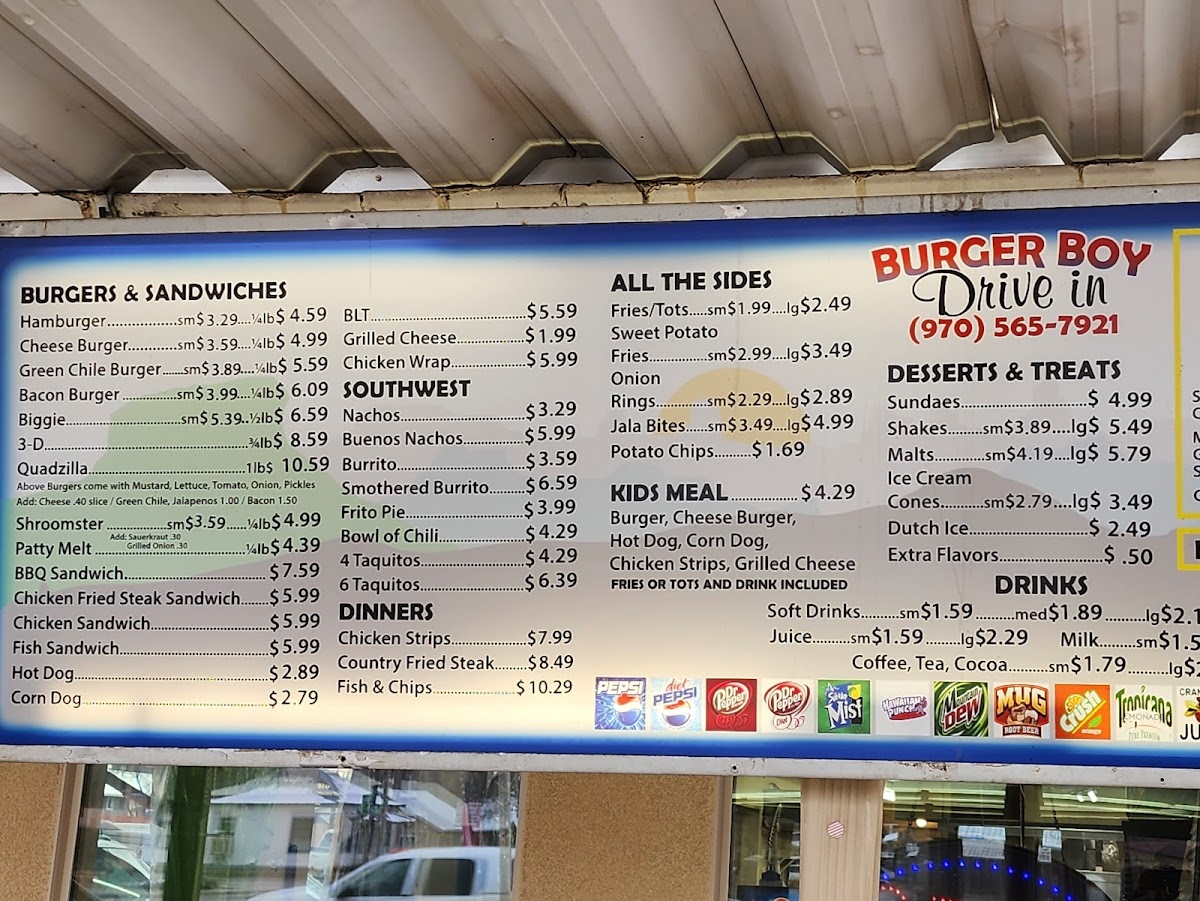 BURGERS & SANDWICHES
Hamburger....................sm$3.29....¼lb$ 4.59
Cheese Burger..............sm$3.59....¼lb$ 4.99
Green Chile Burger......sm$3.89....¼lb$ 5.59
Bacon Burger................sm$3.99....¼lb$ 6.09
Biggie................................sm$5.39..½lb$ 6.59
3-D.......................................................¾lb$ 8.59
Quadzilla...........................................1lb$ 10.59
Above Burgers come with Mustard, Lettuce, Tomato, Onion, Pickles
Add: Cheese .40 slice / Green Chile, Jalapenos 1.00 / Bacon 1.50
Shroomster................sm$3.59......¼lb$4.99
Add: Sauerkraut .30
Patty Melt........................................¼lb$4.39
Grilled Onion .30
BBQ Sandwich........................................$7.59
Chicken Fried Steak Sandwich.......$5.99
Chicken Sandwich.................................$5.99
Fish Sandwich.........................................$5.99
Hot Dog.....................................................$2.89
Corn Dog...................................................$2.79
BLT..........................................$5.59
Grilled Cheese...................$1.99
Chicken Wrap....................$5.99
SOUTHWEST
Nachos...................................$3.29
Buenos Nachos.................$5.99
Burrito...................................$3.59
Smothered Burrito..........$6.59
Frito Pie.................................$3.99
Bowl of Chili.......................$4.29
4 Taquitos............................$4.29
6 Taquitos............................$6.39
DINNERS
Chicken Strips...................$7.99
Country Fried Steak........$8.49
Fish & Chips......................$10.29
ALL THE SIDES
Fries/Tots.....sm$1.99....lg$2.49
Sweet Potato
Fries..............sm$2.99....lg$3.49
Onion
Rings............sm$2.29....lg$2.89
Jala Bites.....sm$3.49....lg$4.99
Potato Chips.........$1.69
KIDS MEAL................$4.29
Burger, Cheese Burger,
Hot Dog, Corn Dog,
Chicken Strips, Grilled Cheese
FRIES OR TOTS AND DRINK INCLUDED
BURGER BOY
Drive in
(970) 565-7921
DESSERTS & TREATS
Sundaes..............................$ 4.99
Shakes........sm$3.89....lg$ 5.49
Malts............sm$4.19....lg$ 5.79
Ice Cream
Cones..........sm$2.79....lg$ 3.49
Dutch Ice............................$ 2.49
Extra Flavors.......................$ .50
DRINKS
Soft Drinks.........sm$1.59..........med$1.89..........lg$2.1
Juice.........sm$1.59........lg$2.29 Milk.........sm$1.5
Coffee, Tea, Cocoa.........sm$1.79.........lg$2
PEPSI
diet PEPSI
Dr Pepper
Dr Pepper Diet
Mist
HAWAIIAN PUNCH
Mountain Dew
MUG ROOT BEER
Crush orange
Tropicana LEMONADE
CRAN
JU